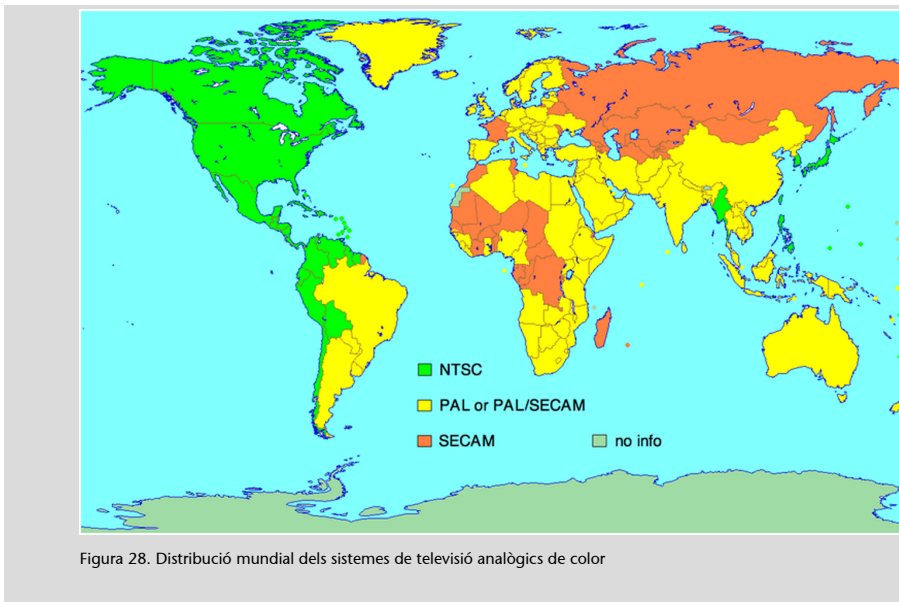 NTSC
PAL or PAL/SECAM
SECAM
no info
Figura 28. Distribució mundial dels sistemes de televisió analògics de color